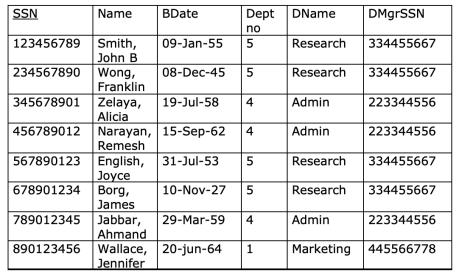 SSN Name BDate Dept no DName DMgrSSN
123456789 Smith, John B 09-Jan-55 5 Research 334455667
234567890 Wong, Franklin 08-Dec-45 5 Research 334455667
345678901 Zelaya, Alicia 19-Jul-58 4 Admin 223344556
456789012 Narayan, Remesh 15-Sep-62 4 Admin 223344556
567890123 English, Joyce 31-Jul-53 5 Research 334455667
678901234 Borg, James 10-Nov-27 5 Research 334455667
789012345 Jabbar, Ahmand 29-Mar-59 4 Admin 223344556
890123456 Wallace, Jennifer 20-jun-64 1 Marketing 445566778